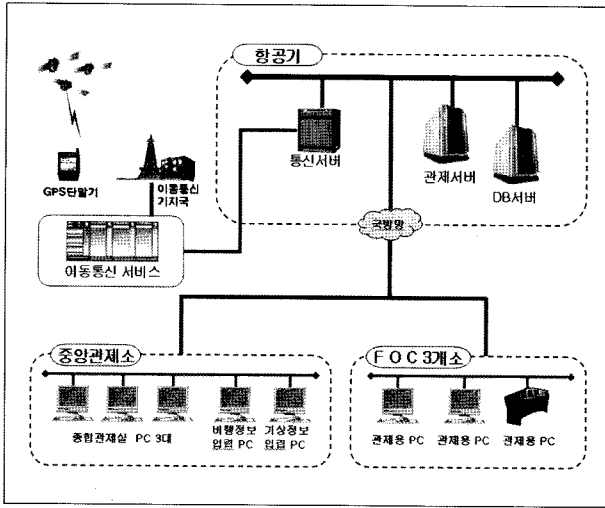 항공기
통신서버
관제서버
DB서버
GPS단말기
이동통신
기지국
이동통신 서비스
국방망
중앙관제소
종합관제실 PC 3대
비행정보
입력 PC
기상정보
입력 PC
FOC3개소
관제용 PC
관제용 PC
관제용 PC